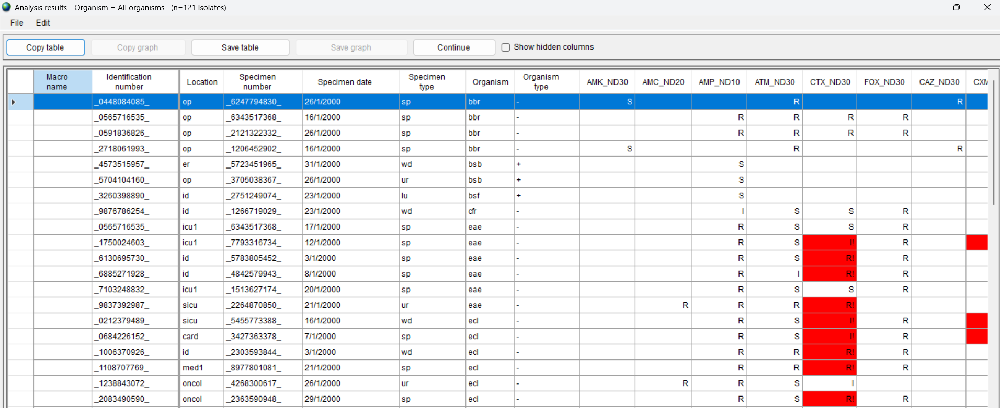 Analysis results - Organism = All organisms (n=121 Isolates)
File Edit
Copy table Copy graph Save table Save graph Continue Show hidden columns
Macro name Identification number Location Specimen number Specimen date Specimen type Organism Organism type AMK_ND30 AMC_ND20 AMP_ND10 ATM_ND30 CTX_ND30 FOX_ND30 CAZ_ND30
_0448084085_ op _6247794830_ 26/1/2000 sp bbr - S R R
_0565716535_ op _6343517368_ 16/1/2000 sp bbr - R R R R
_0591836826_ op _2121322332_ 26/1/2000 sp bbr - R R R R
_2718061993_ op _1206452902_ 16/1/2000 sp bbr - S R R
_4573515957_ er _5723451965_ 31/1/2000 wd bsb + S
_5704104160_ op _3705038367_ 26/1/2000 ur bsb + S
_3260398890_ id _2751249074_ 23/1/2000 lu bsf + S
_9876786254_ id _1266719029_ 23/1/2000 wd cfr - I S S R
_0565716535_ icu1 _6343517368_ 17/1/2000 sp eae - R S S R
_1750024603_ icu1 _7793316734_ 12/1/2000 sp eae - R S I! R
_6130695730_ id _5783805452_ 3/1/2000 sp eae - R S R! R
_6885271928_ id _4842579943_ 8/1/2000 sp eae - R I R! R
_7103248832_ icu1 _1513627174_ 20/1/2000 sp eae - R S S R
_9837392987_ sicu _2264870850_ 21/1/2000 ur eae - R R R R!
_0212379489_ sicu _5455773388_ 16/1/2000 wd ecl - R S I! R
_0684226152_ card _3427363378_ 7/1/2000 sp ecl - R S I! R
_1006370926_ id _2303593844_ 3/1/2000 wd ecl - R R R! R
_1108707769_ med1 _8977801081_ 21/1/2000 sp ecl - R R R! R
_1238843072_ oncol _4268300617_ 26/1/2000 ur ecl - R R S I
_2083490590_ oncol _2363590948_ 29/1/2000 sp ecl - R S R! R